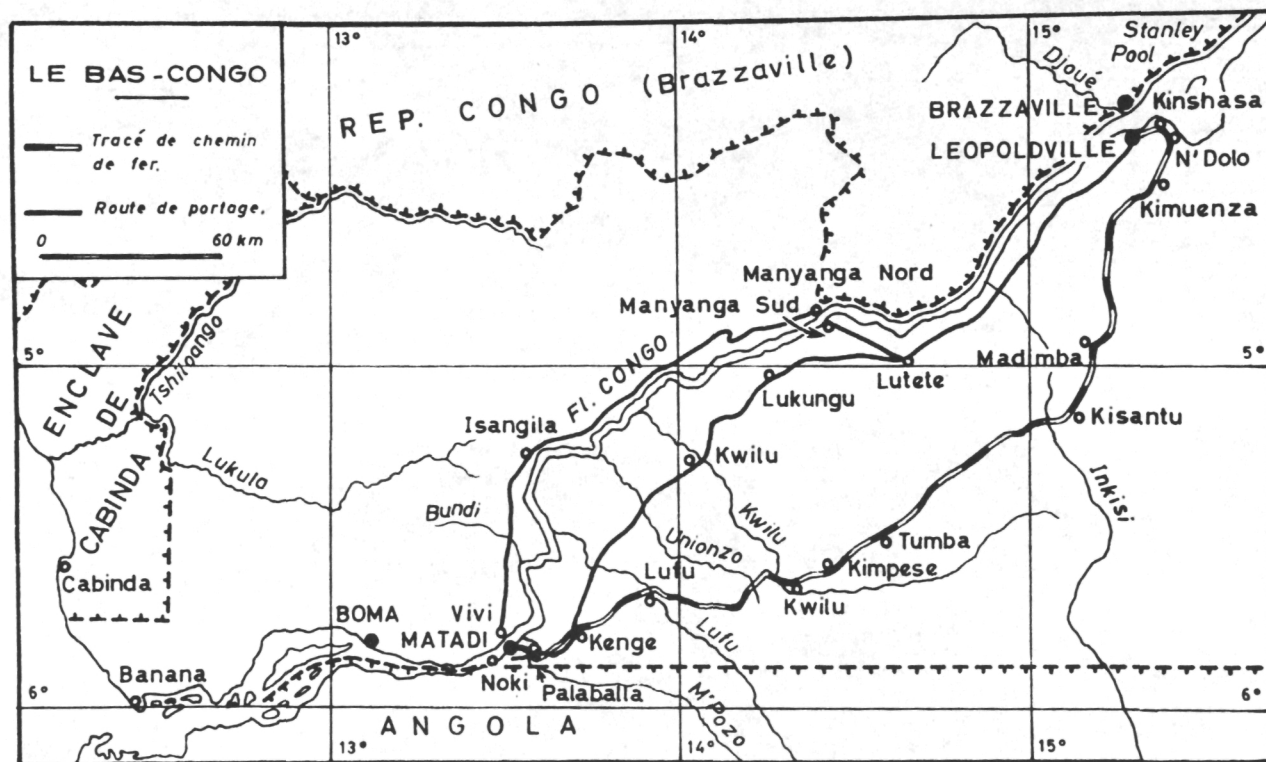 LE BAS-CONGO
Tracé de chemin
de fer.
Route de portage.
0 60 km
13° 14° 15°
Stanley
Pool
Djoué
REP. CONGO (Brazzaville)
BRAZZAVILLE
Kinshasa
LEOPOLDVILLE
N'Dolo
Kimuenza
Manyanga Nord
Manyanga Sud
ENCLAVE
DE
CABINDA
Tshiloango
5° 5°
Fl. CONGO
Madimba
Lutete
Lukungu
Kisantu
Isangila
Lukula
Kwilu
Inkisi
Bundi
Kwilu
Unionzo
Tumba
Kimpese
Cabinda
Lufu
Kwilu
BOMA
Vivi
MATADI
Kenge
Lufu
Banana
Noki
Palaballa
M'Pozo
6° 6°
ANGOLA
13° 14° 15°